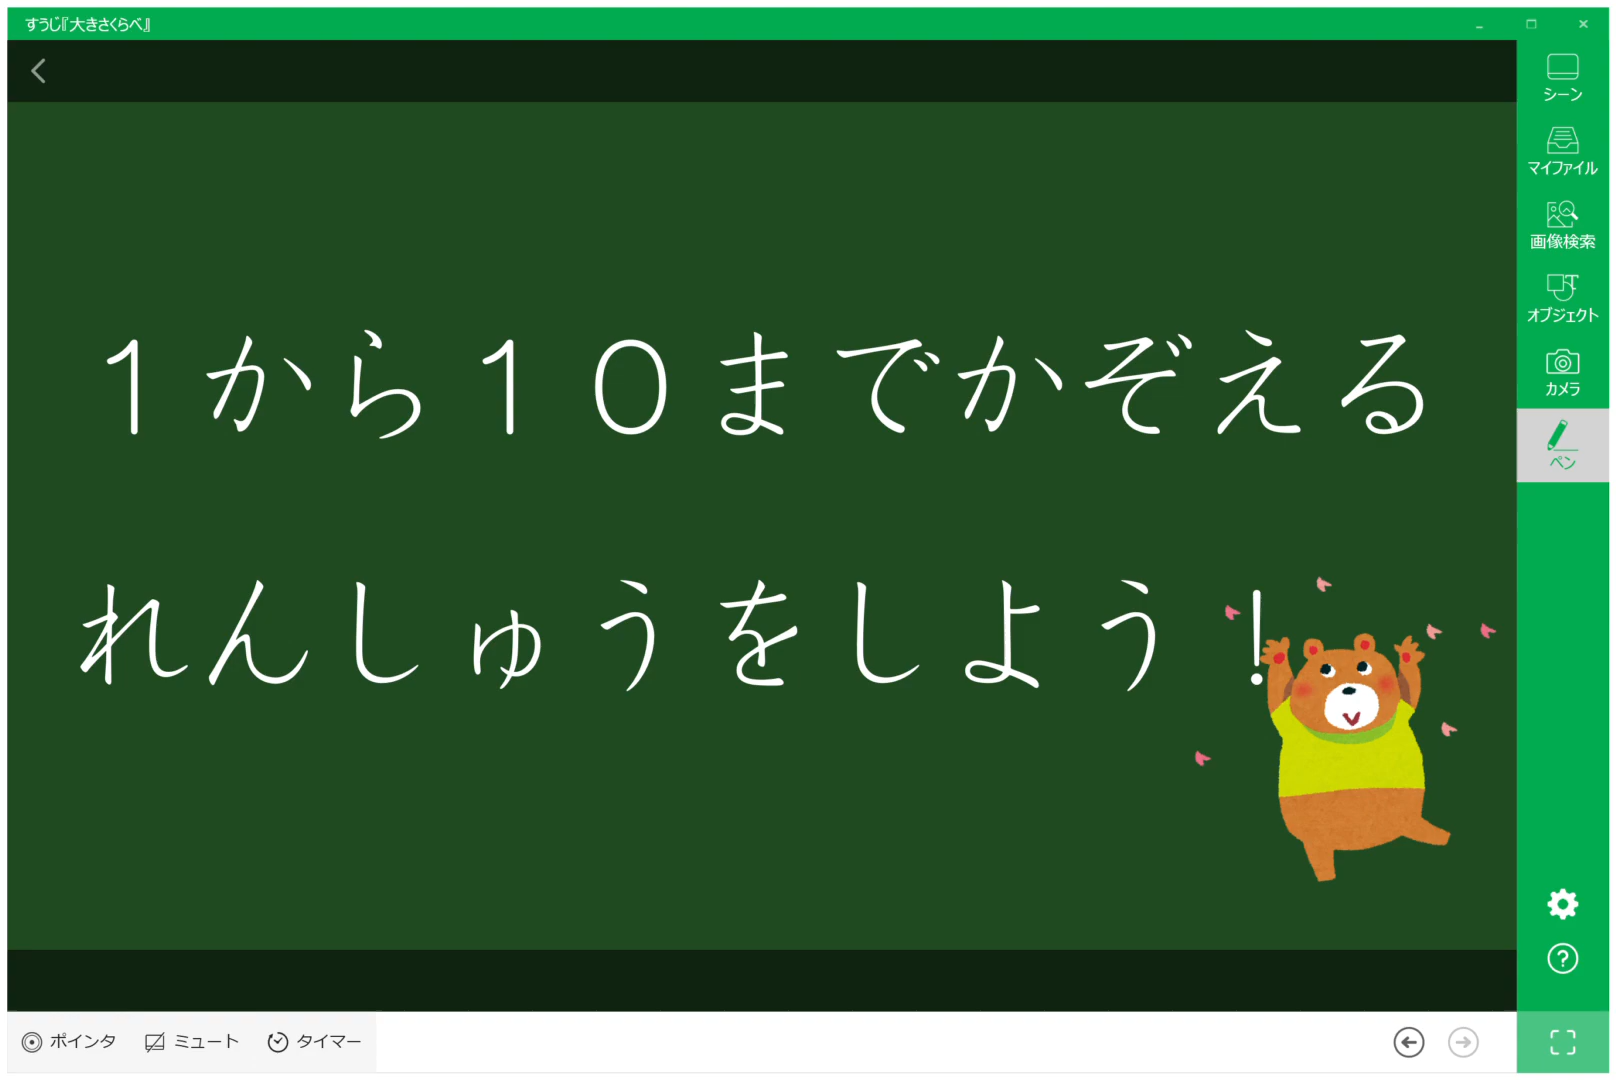 すうじ『大きさくらべ』
シーン
マイファイル
画像検索
オブジェクト
カメラ
ペン
１から１０までかぞえる
れんしゅうをしよう！
ポインタ ミュート タイマー